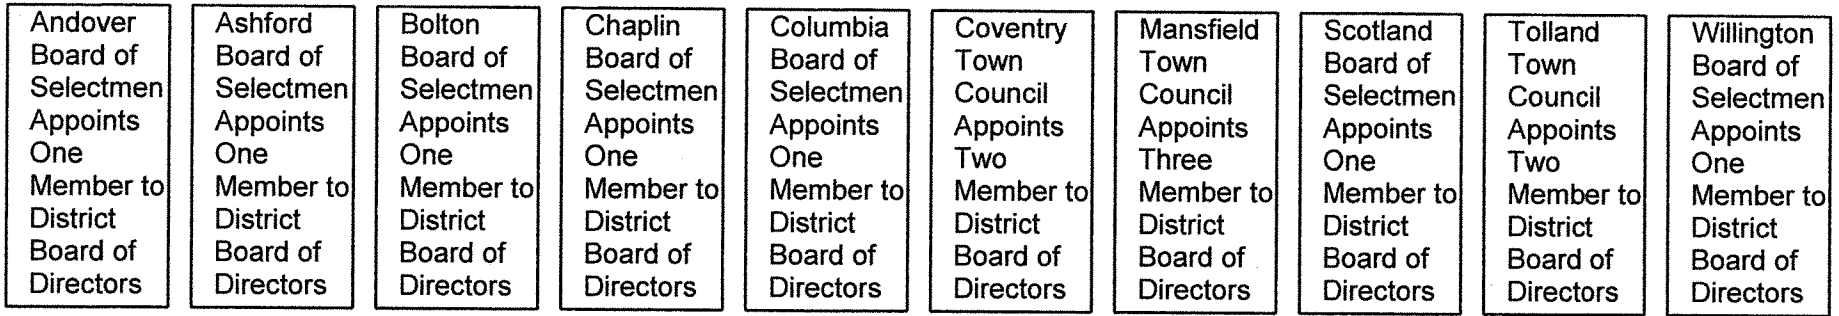 Andover
Board of
Selectmen
Appoints
One
Member to
District
Board of
Directors
Ashford
Board of
Selectmen
Appoints
One
Member to
District
Board of
Directors
Bolton
Board of
Selectmen
Appoints
One
Member to
District
Board of
Directors
Chaplin
Board of
Selectmen
Appoints
One
Member to
District
Board of
Directors
Columbia
Board of
Selectmen
Appoints
One
Member to
District
Board of
Directors
Coventry
Town
Council
Appoints
Two
Member to
District
Board of
Directors
Mansfield
Town
Council
Appoints
Three
Member to
District
Board of
Directors
Scotland
Board of
Selectmen
Appoints
One
Member to
District
Board of
Directors
Tolland
Town
Council
Appoints
Two
Member to
District
Board of
Directors
Willington
Board of
Selectmen
Appoints
One
Member to
District
Board of
Directors